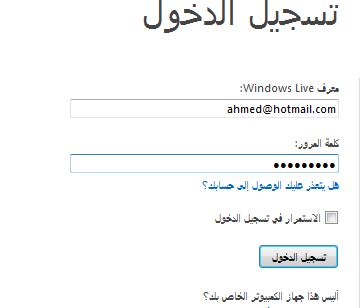 تسجيل الدخول
معرف Windows Live:
ahmed@hotmail.com
كلمة المرور:
●●●●●●●●●
هل يتعذر عليك الوصول إلى حسابك؟
الاستمرار في تسجيل الدخول
تسجيل الدخول
أليس هذا جهاز الكمبيوتر الخاص بك؟